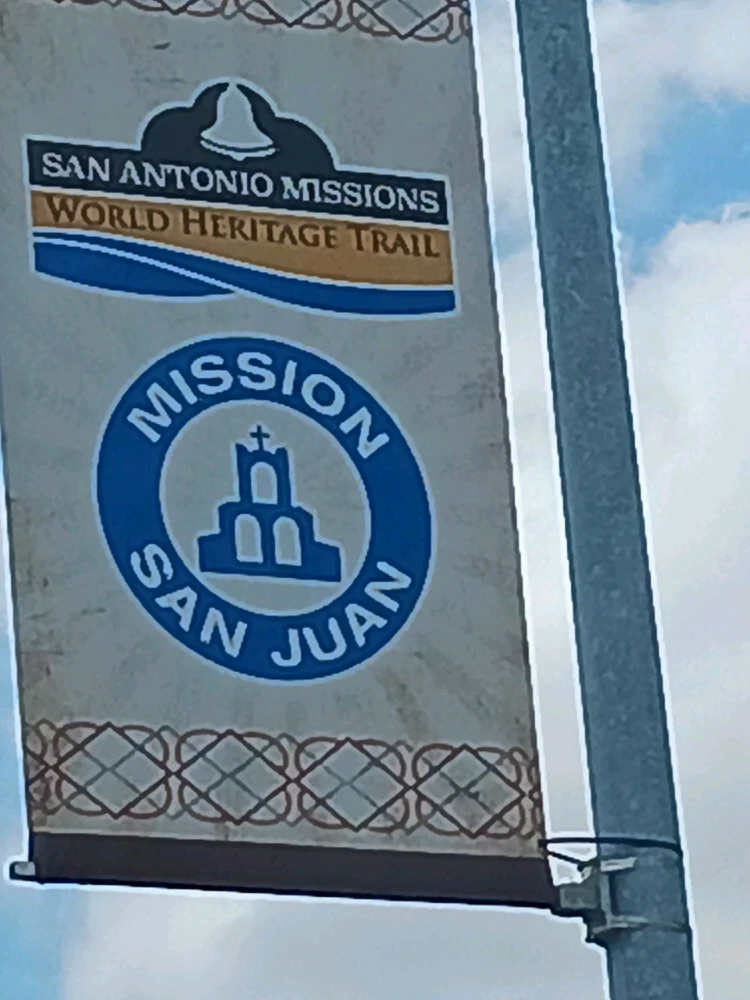 SAN ANTONIO MISSIONS
WORLD HERITAGE TRAIL
MISSION
SAN JUAN